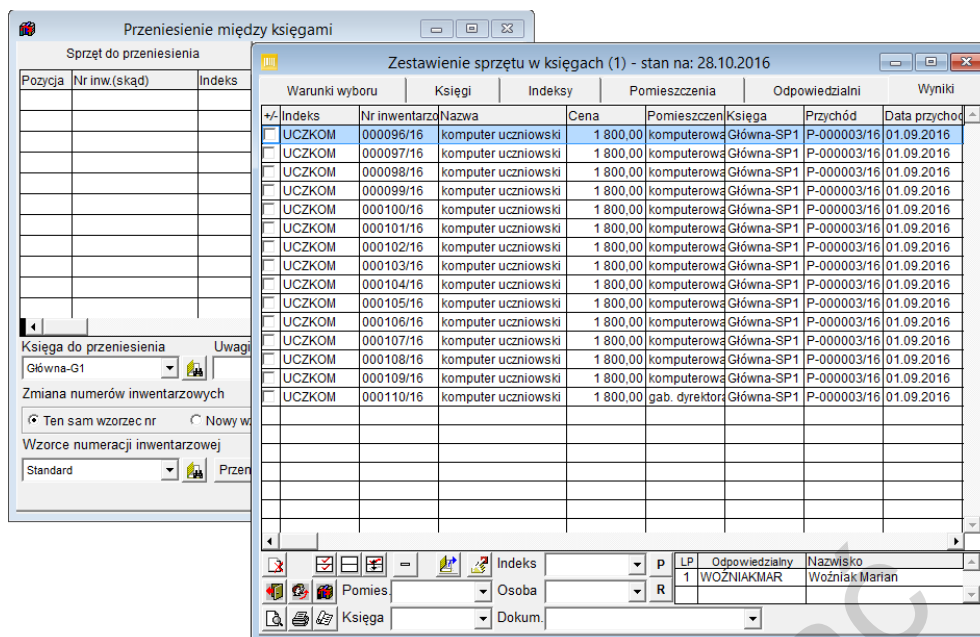 Przeniesienie między księgami
Sprzęt do przeniesienia
Pozycja Nr inw.(skąd) Indeks
Księga do przeniesienia Uwagi
Główna-G1
Zmiana numerów inwentarzowych
Ten sam wzorzec nr Nowy w
Wzorce numeracji inwentarzowej
Standard Przen
Zestawienie sprzętu w księgach (1) - stan na: 28.10.2016
Warunki wyboru Księgi Indeksy Pomieszczenia Odpowiedzialni Wyniki
+/- Indeks Nr inwentarzo Nazwa Cena Pomieszczen Księga Przychód Data przychod
UCZKOM 000096/16 komputer uczniowski 1 800,00 komputerowa Główna-SP1 P-000003/16 01.09.2016
UCZKOM 000097/16 komputer uczniowski 1 800,00 komputerowa Główna-SP1 P-000003/16 01.09.2016
UCZKOM 000098/16 komputer uczniowski 1 800,00 komputerowa Główna-SP1 P-000003/16 01.09.2016
UCZKOM 000099/16 komputer uczniowski 1 800,00 komputerowa Główna-SP1 P-000003/16 01.09.2016
UCZKOM 000100/16 komputer uczniowski 1 800,00 komputerowa Główna-SP1 P-000003/16 01.09.2016
UCZKOM 000101/16 komputer uczniowski 1 800,00 komputerowa Główna-SP1 P-000003/16 01.09.2016
UCZKOM 000102/16 komputer uczniowski 1 800,00 komputerowa Główna-SP1 P-000003/16 01.09.2016
UCZKOM 000103/16 komputer uczniowski 1 800,00 komputerowa Główna-SP1 P-000003/16 01.09.2016
UCZKOM 000104/16 komputer uczniowski 1 800,00 komputerowa Główna-SP1 P-000003/16 01.09.2016
UCZKOM 000105/16 komputer uczniowski 1 800,00 komputerowa Główna-SP1 P-000003/16 01.09.2016
UCZKOM 000106/16 komputer uczniowski 1 800,00 komputerowa Główna-SP1 P-000003/16 01.09.2016
UCZKOM 000107/16 komputer uczniowski 1 800,00 komputerowa Główna-SP1 P-000003/16 01.09.2016
UCZKOM 000108/16 komputer uczniowski 1 800,00 komputerowa Główna-SP1 P-000003/16 01.09.2016
UCZKOM 000109/16 komputer uczniowski 1 800,00 komputerowa Główna-SP1 P-000003/16 01.09.2016
UCZKOM 000110/16 komputer uczniowski 1 800,00 gab. dyrektora Główna-SP1 P-000003/16 01.09.2016
Indeks P LP Odpowiedzialny Nazwisko
1 WOŹNIAKMAR Woźniak Marian
Pomies. Osoba R
Księga Dokum.